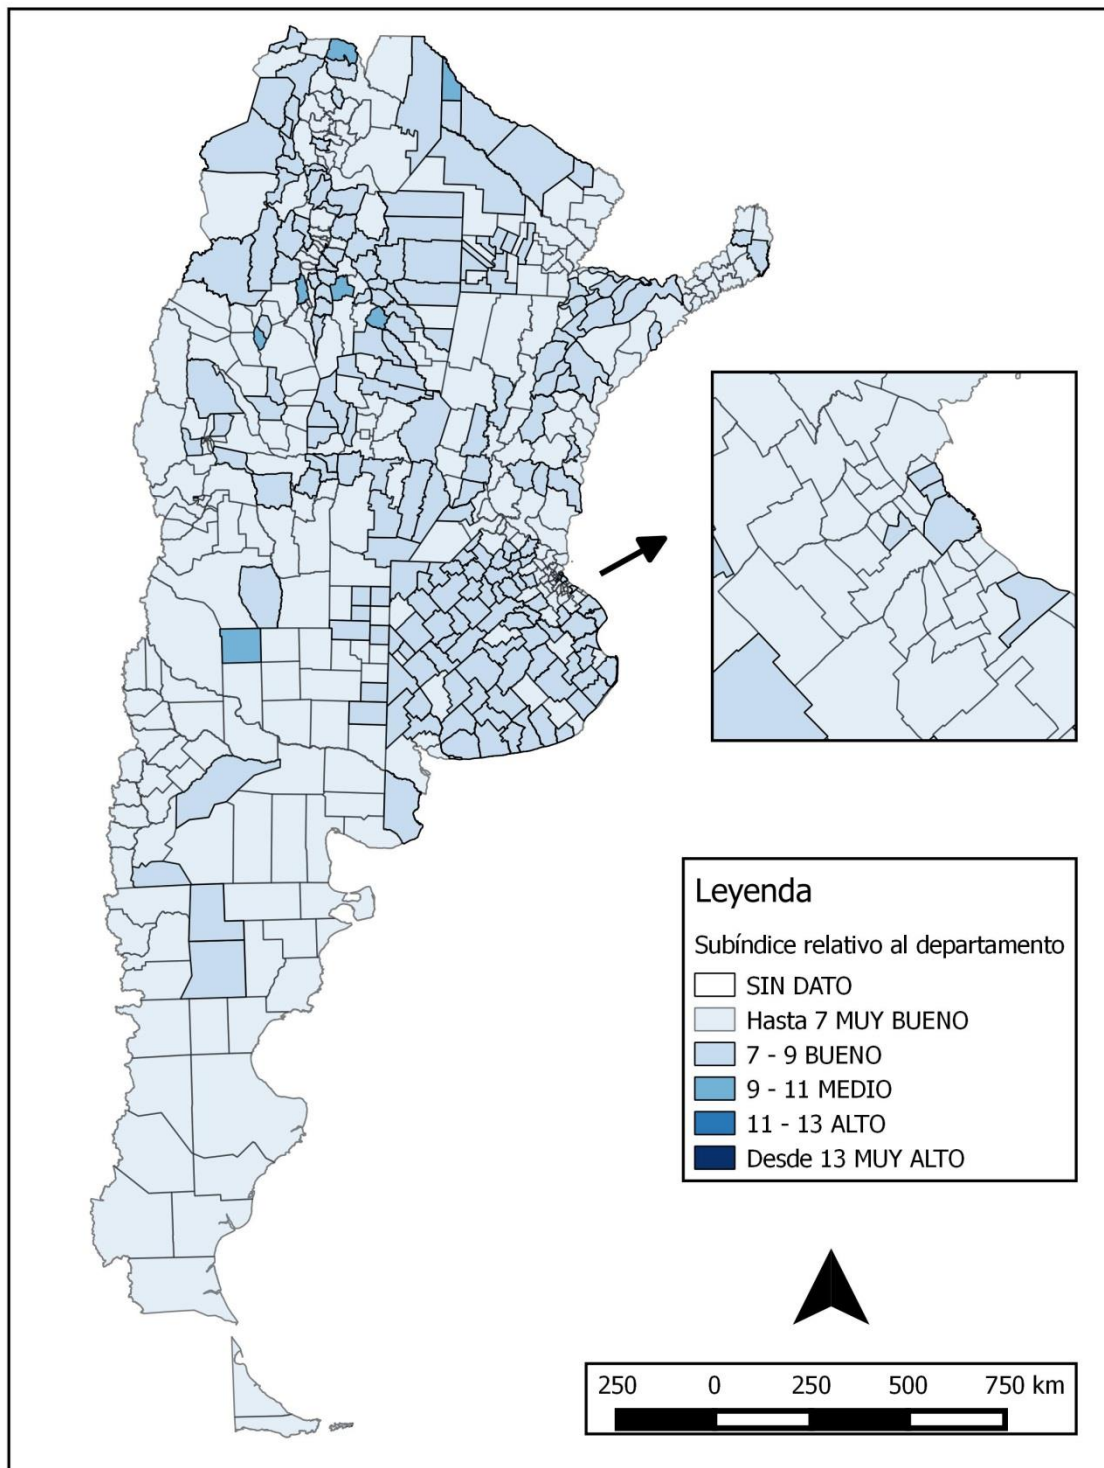 Leyenda
Subíndice relativo al departamento
SIN DATO
Hasta 7 MUY BUENO
7 - 9 BUENO
9 - 11 MEDIO
11 - 13 ALTO
Desde 13 MUY ALTO
250 0 250 500 750 km